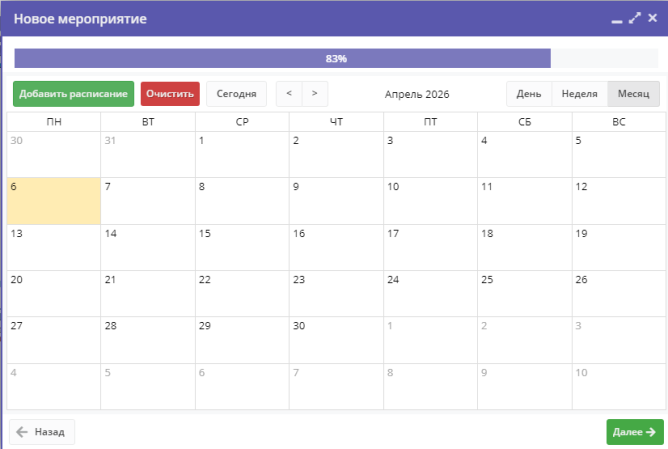 Новое мероприятие
83%
Добавить расписание Очистить Сегодня < > Апрель 2026 День Неделя Месяц
ПН ВТ СР ЧТ ПТ СБ ВС
30 31 1 2 3 4 5
6 7 8 9 10 11 12
13 14 15 16 17 18 19
20 21 22 23 24 25 26
27 28 29 30 1 2 3
4 5 6 7 8 9 10
Назад Далее